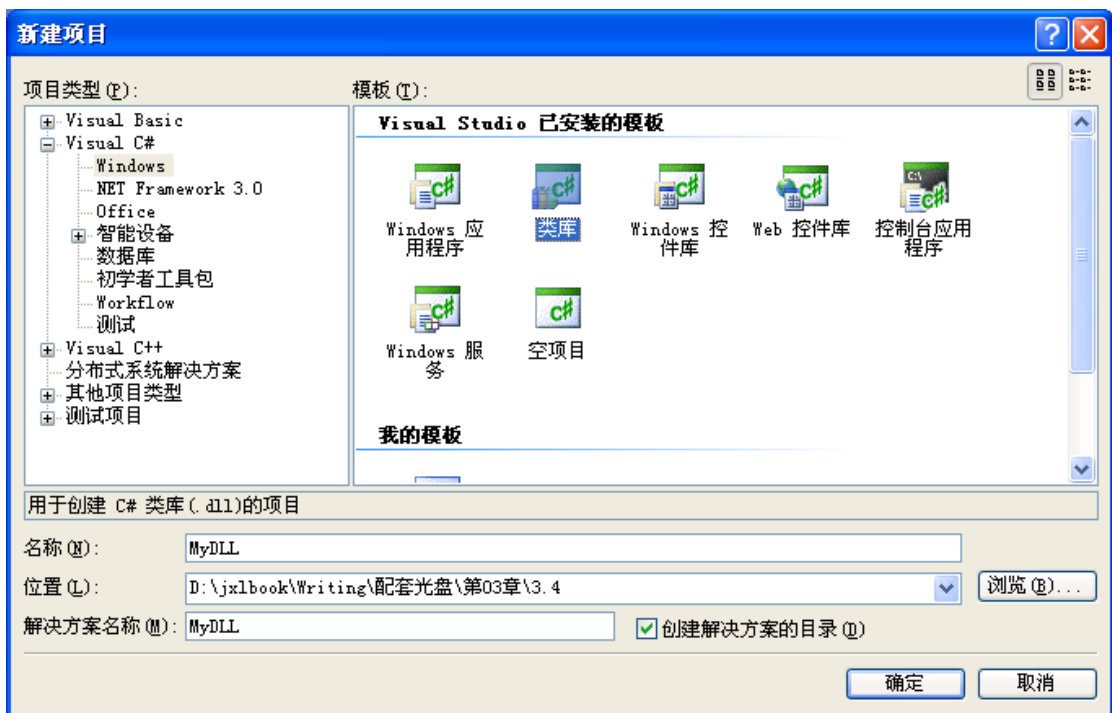 新建项目
项目类型(P):
模板(T):
Visual Basic
Visual C#
Windows
NET Framework 3.0
Office
智能设备
数据库
初学者工具包
Workflow
测试
Visual C++
分布式系统解决方案
其他项目类型
测试项目
Visual Studio 已安装的模板
Windows 应
用程序
类库
Windows 控
件库
Web 控件库
控制台应用
程序
Windows 服
务
空项目
我的模板
用于创建 C# 类库(.dll)的项目
名称(N):
MyDLL
位置(L):
D:\jxlbook\Writing\配套光盘\第03章\3.4
浏览(B)...
解决方案名称(M):
MyDLL
创建解决方案的目录(D)
确定
取消